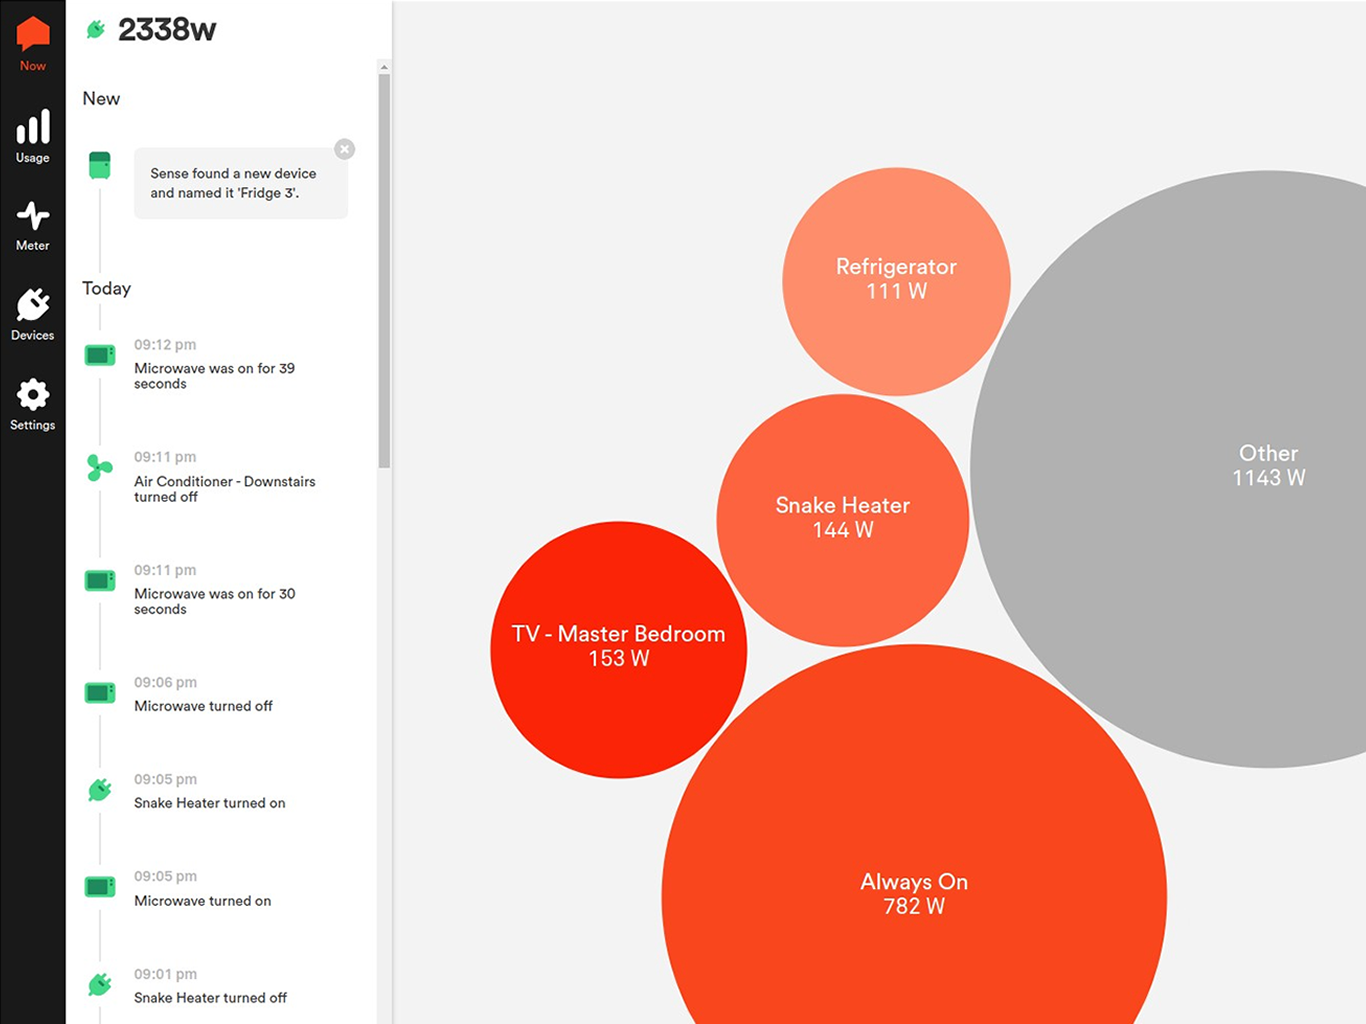 Now
Usage
Meter
Devices
Settings
2338w
New
Sense found a new device
and named it 'Fridge 3'.
Today
09:12 pm
Microwave was on for 39
seconds
09:11 pm
Air Conditioner - Downstairs
turned off
09:11 pm
Microwave was on for 30
seconds
09:06 pm
Microwave turned off
09:05 pm
Snake Heater turned on
09:05 pm
Microwave turned on
09:01 pm
Snake Heater turned off
Refrigerator
111 W
Other
1143 W
Snake Heater
144 W
TV - Master Bedroom
153 W
Always On
782 W